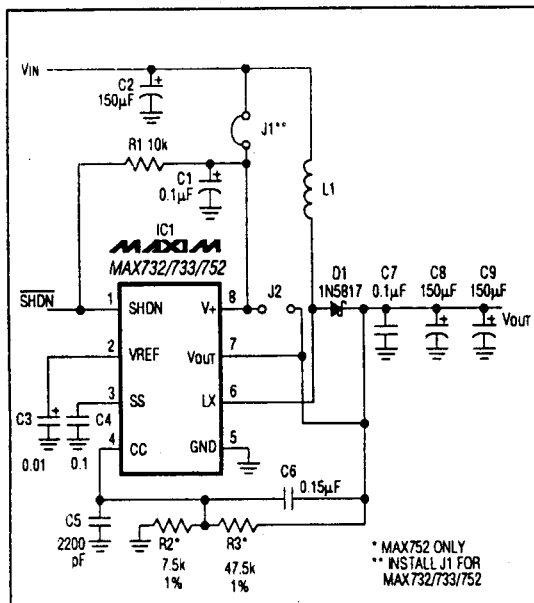 VIN
C2
150µF
J1**
R1 10k
C1
0.1µF
L1
IC1
MAXIM
MAX732/733/752
D1
1N5817
C7
0.1µF
C8
150µF
C9
150µF
VOUT
J2
SHDN
1 SHDN
V+ 8
2 VREF
VOUT 7
3 SS
LX 6
4 CC
GND 5
C3
0.01
C4
0.1
C6
0.15µF
C5
2200
pF
R2*
7.5k
1%
R3*
47.5k
1%
* MAX752 ONLY
** INSTALL J1 FOR
MAX732/733/752